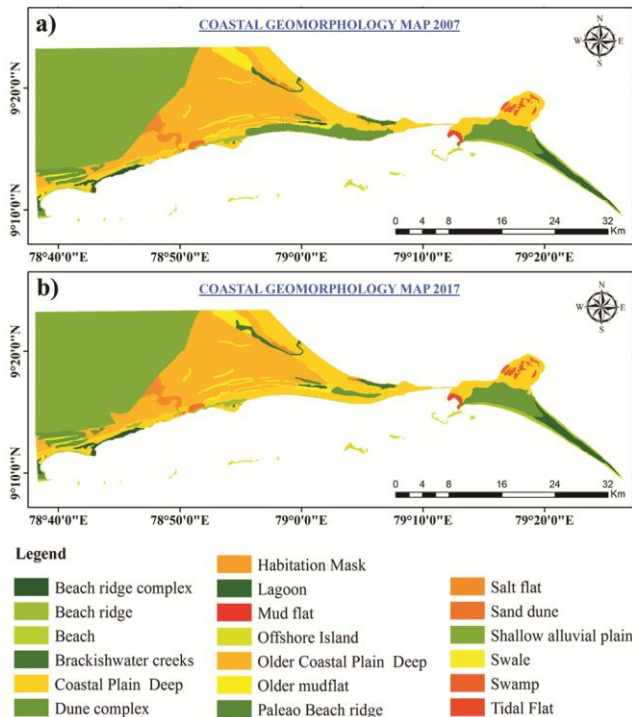 a)
COASTAL GEOMORPHOLOGY MAP 2007
N
W E
S
9°20'0"N
9°10'0"N
0 4 8 16 24 32
Km
78°40'0"E 78°50'0"E 79°0'0"E 79°10'0"E 79°20'0"E
b)
COASTAL GEOMORPHOLOGY MAP 2017
N
W E
S
9°20'0"N
9°10'0"N
0 2 4 8 16 24 32
Km
78°40'0"E 78°50'0"E 79°0'0"E 79°10'0"E 79°20'0"E
Legend
Beach ridge complex
Beach ridge
Beach
Brackishwater creeks
Coastal Plain Deep
Dune complex
Habitation Mask
Lagoon
Mud flat
Offshore Island
Older Coastal Plain Deep
Older mudflat
Paleao Beach ridge
Salt flat
Sand dune
Shallow alluvial plain
Swale
Swamp
Tidal Flat